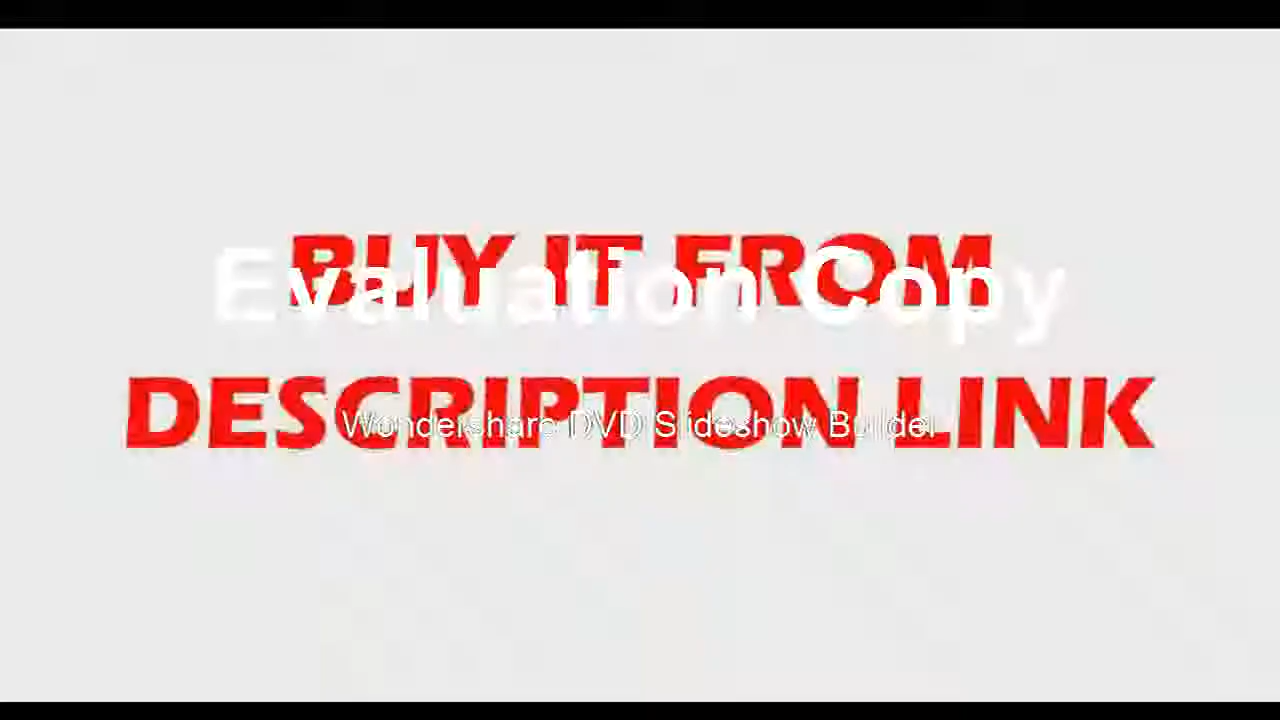 BUY IT FROM
Evaluation Copy
DESCRIPTION LINK
Wondershare DVD Slideshow Builder